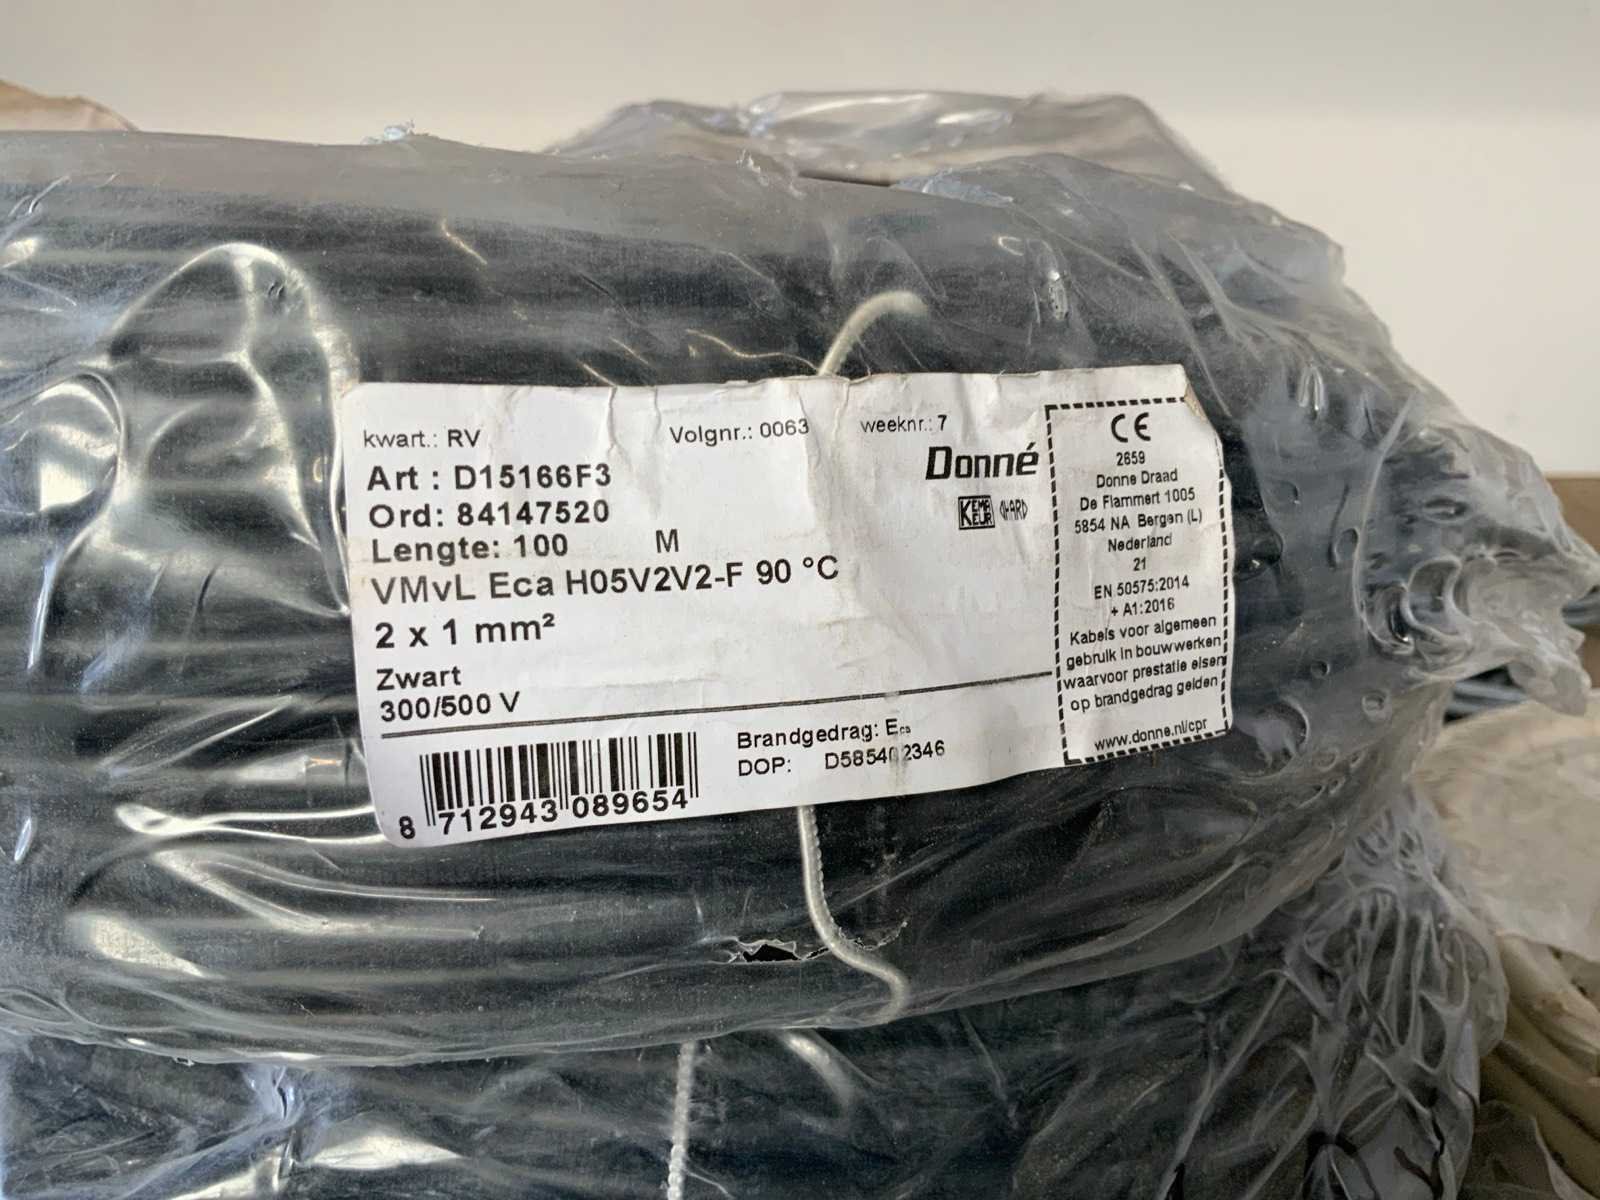 kwart.: RV Volgnr.: 0063 weeknr.: 7
Art : D15166F3
Ord: 84147520
Lengte: 100 M
VMvL Eca H05V2V2-F 90 °C
2 x 1 mm²
Zwart
300/500 V
Donné
KEMA KEUR ◁HAR▷
8 712943 089654
Brandgedrag: Eca
DOP: D585402346
CE
2659
Donne Draad
De Flammert 1005
5854 NA Bergen (L)
Nederland
21
EN 50575:2014
+ A1:2016
Kabels voor algemeen
gebruik in bouwwerken
waarvoor prestatie eisen
op brandgedrag gelden
www.donne.nl/cpr